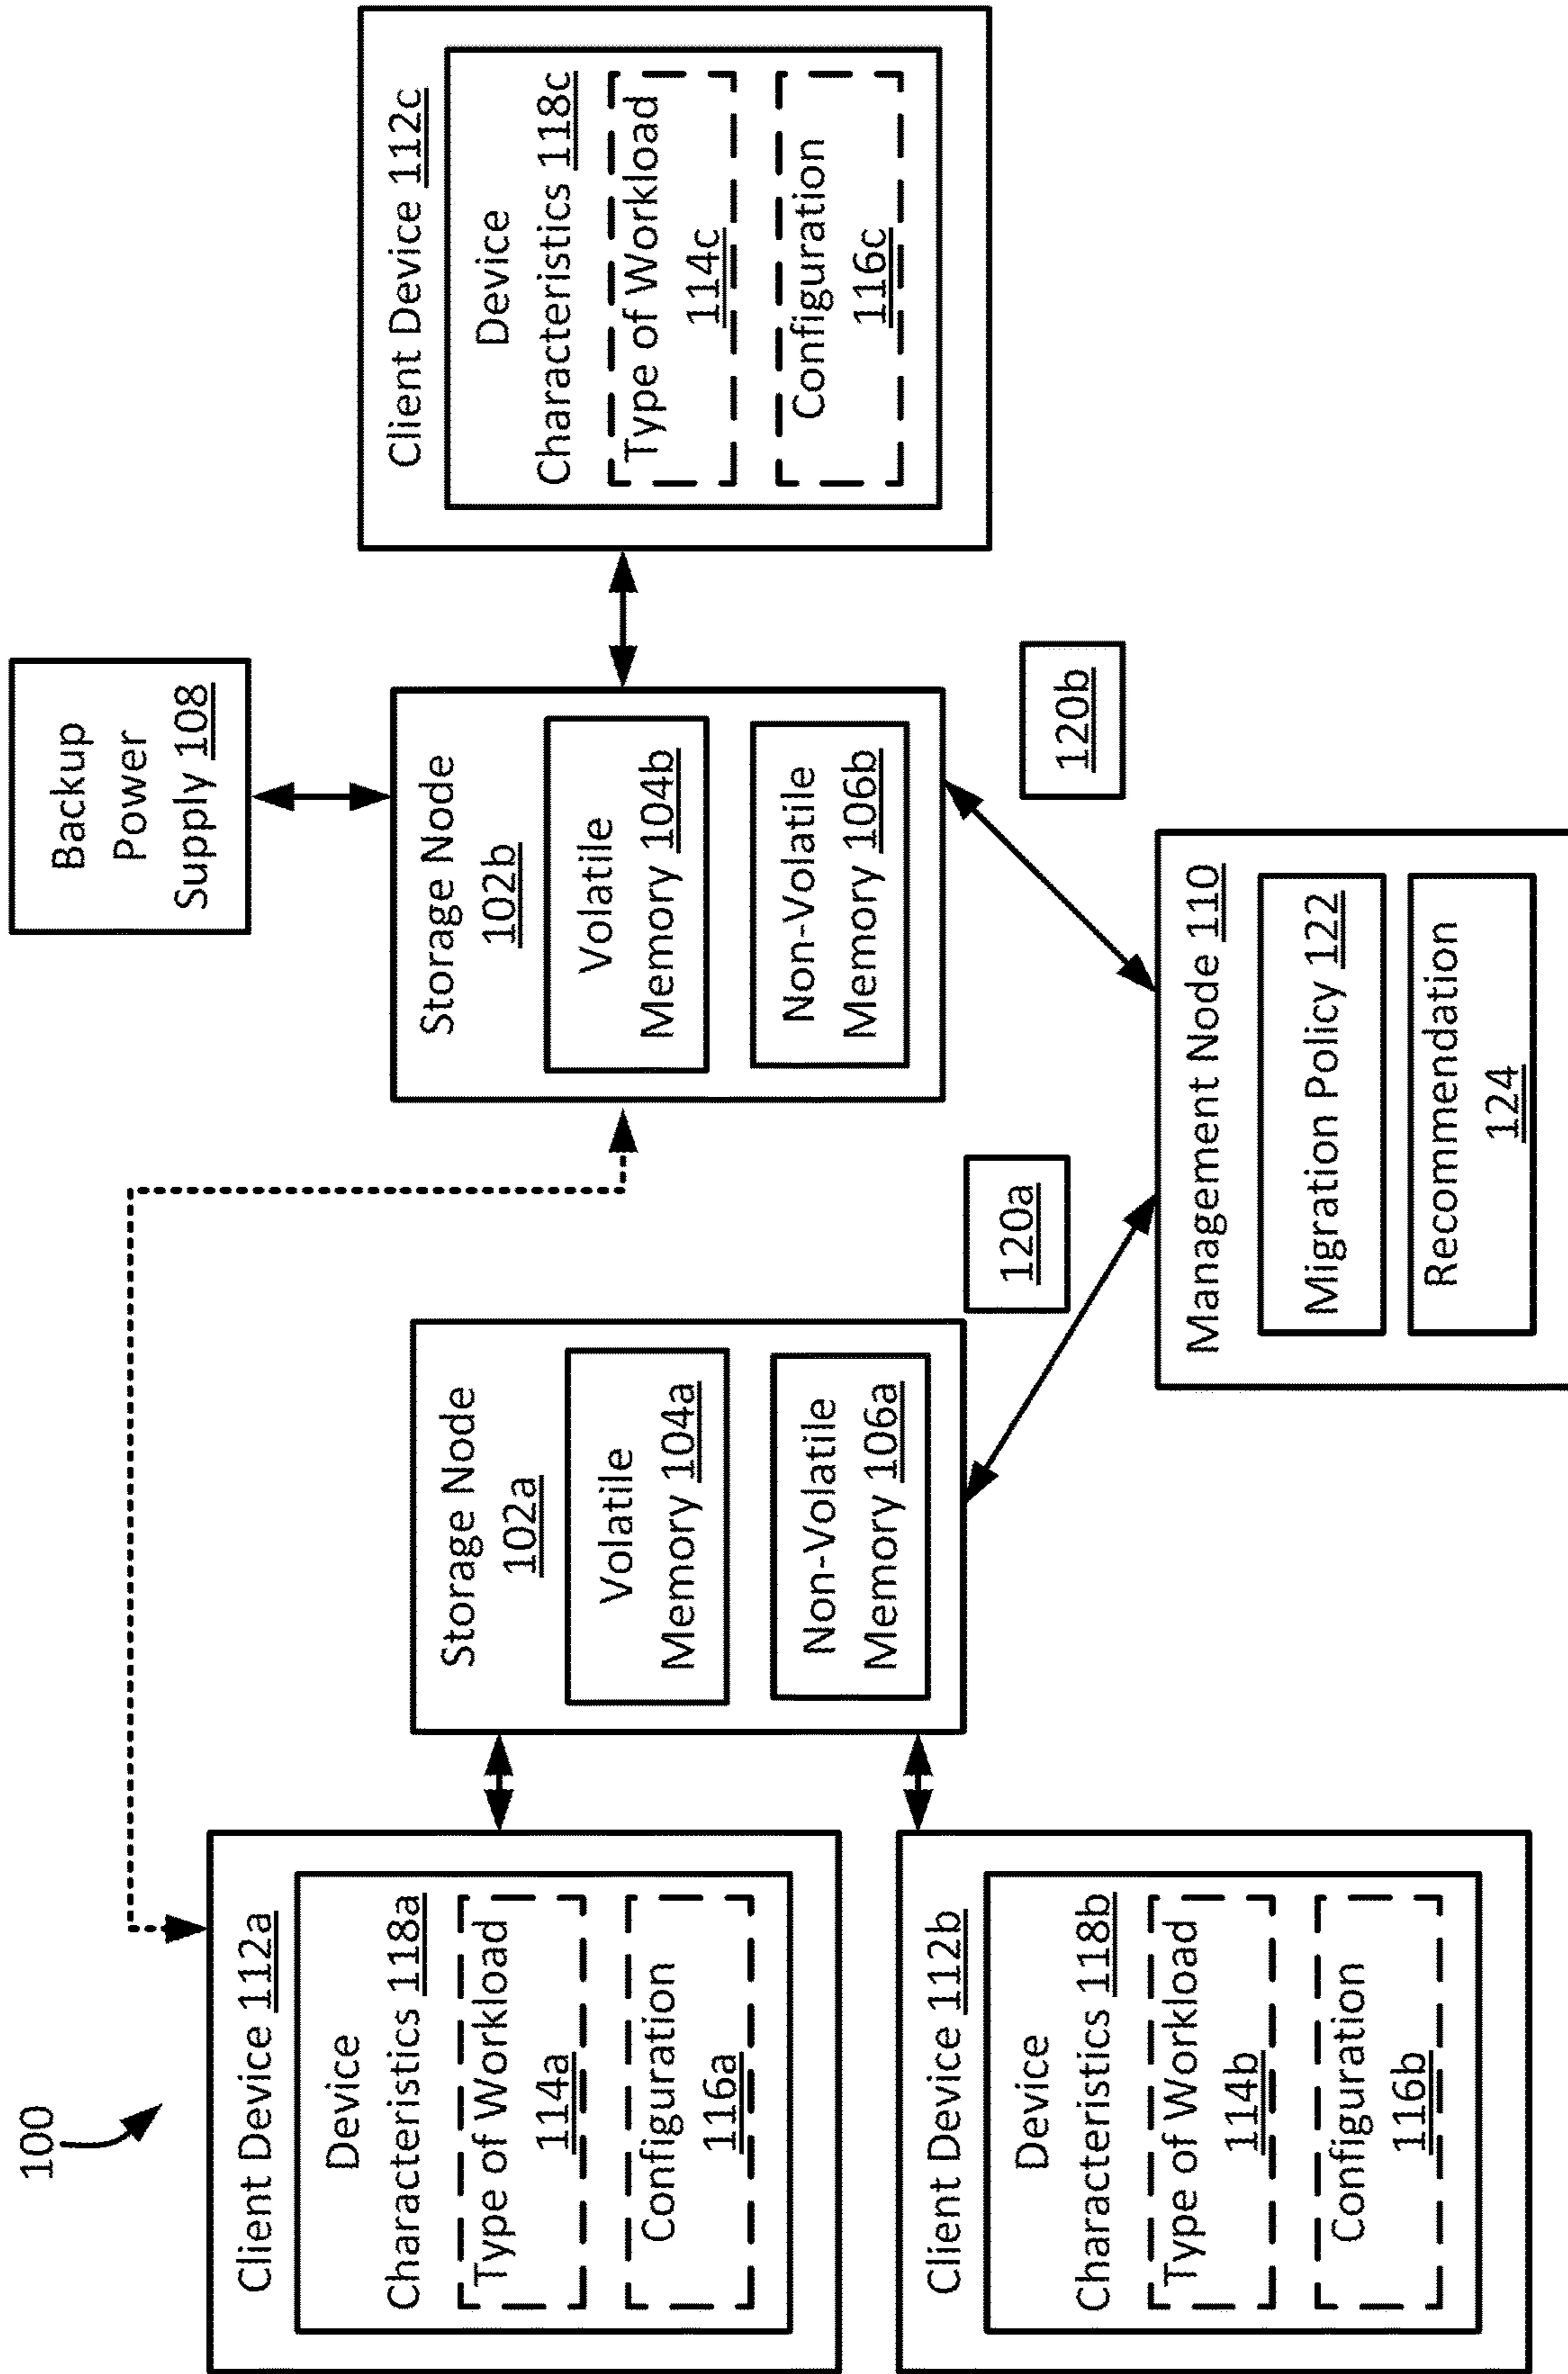 100
Client Device 112a
Device
Characteristics 118a
Type of Workload
114a
Configuration
116a
Client Device 112b
Device
Characteristics 118b
Type of Workload
114b
Configuration
116b
Storage Node
102a
Volatile
Memory 104a
Non-Volatile
Memory 106a
120a
Backup
Power
Supply 108
Storage Node
102b
Volatile
Memory 104b
Non-Volatile
Memory 106b
120b
Management Node 110
Migration Policy 122
Recommendation
124
Client Device 112c
Device
Characteristics 118c
Type of Workload
114c
Configuration
116c